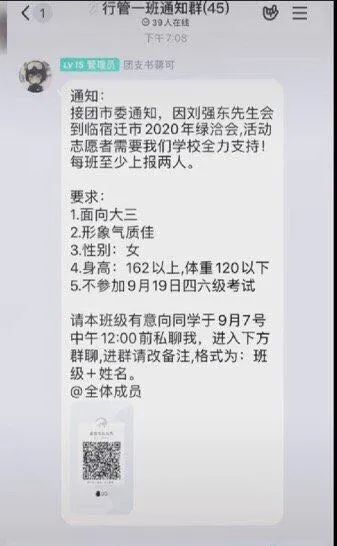 1
行管一班通知群(45)
39人在线
下午7:08
LV15 管理员 团支书蒋可
通知：
接团市委通知，因刘强东先生会
到临宿迁市2020年绿洽会,活动
志愿者需要我们学校全力支持！
每班至少上报两人。
要求：
1.面向大三
2.形象气质佳
3.性别：女
4.身高：162以上,体重120以下
5.不参加9月19日四六级考试
请本班级有意向同学于9月7号
中午12:00前私聊我，进入下方
群聊,进群请改备注,格式为：班
级＋姓名。
@全体成员
QQ